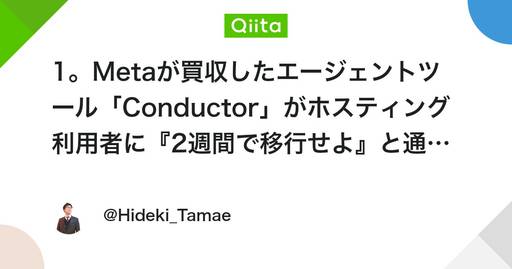 Qiita
1。Metaが買収したエージェントツ
ール「Conductor」がホスティング
利用者に『2週間で移行せよ』と通…
@Hideki_Tamae